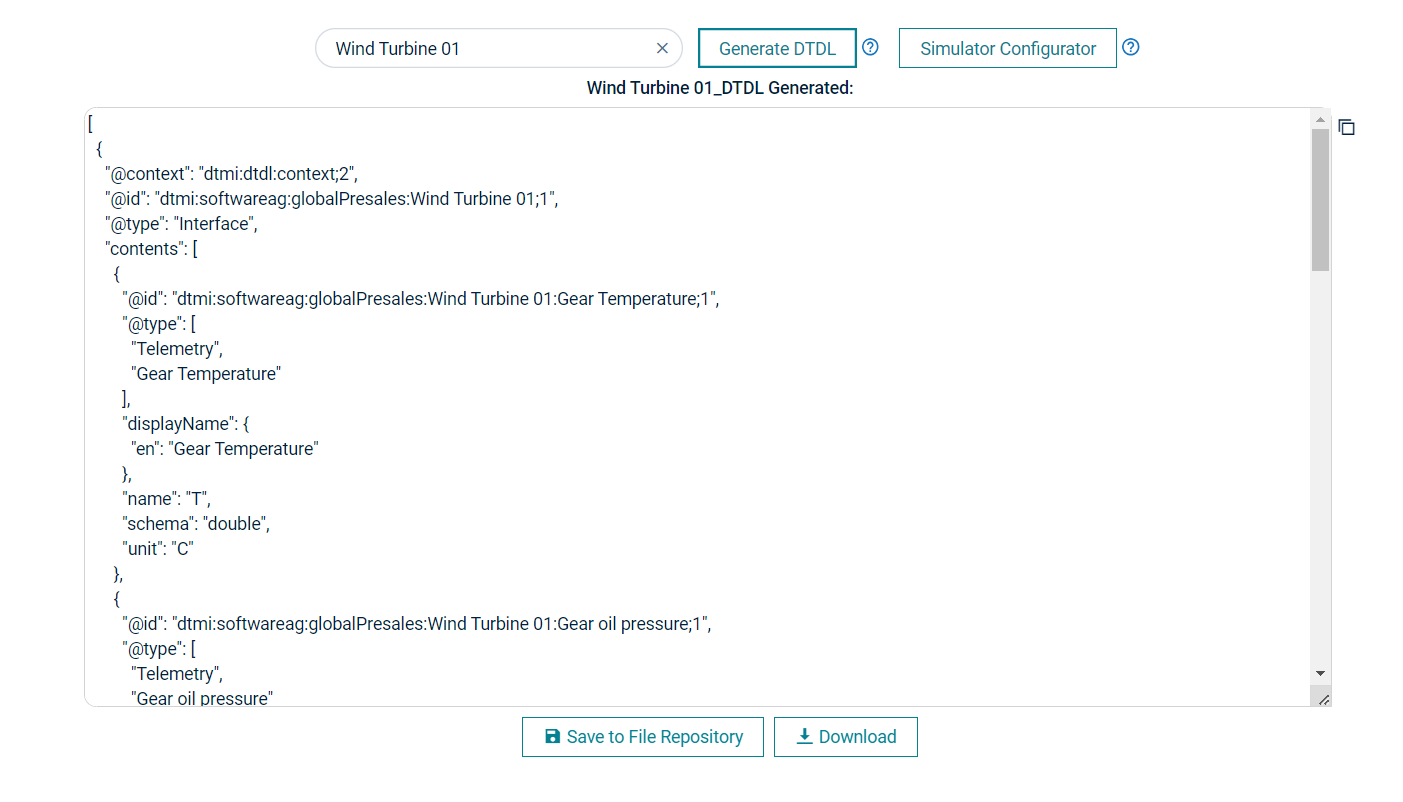 Wind Turbine 01
Generate DTDL
Simulator Configurator
Wind Turbine 01_DTDL Generated:
[
{
"@context": "dtmi:dtdl:context;2",
"@id": "dtmi:softwareag:globalPresales:Wind Turbine 01;1",
"@type": "Interface",
"contents": [
{
"@id": "dtmi:softwareag:globalPresales:Wind Turbine 01:Gear Temperature;1",
"@type": [
"Telemetry",
"Gear Temperature"
],
"displayName": {
"en": "Gear Temperature"
},
"name": "T",
"schema": "double",
"unit": "C"
},
{
"@id": "dtmi:softwareag:globalPresales:Wind Turbine 01:Gear oil pressure;1",
"@type": [
"Telemetry",
"Gear oil pressure"
Save to File Repository
Download